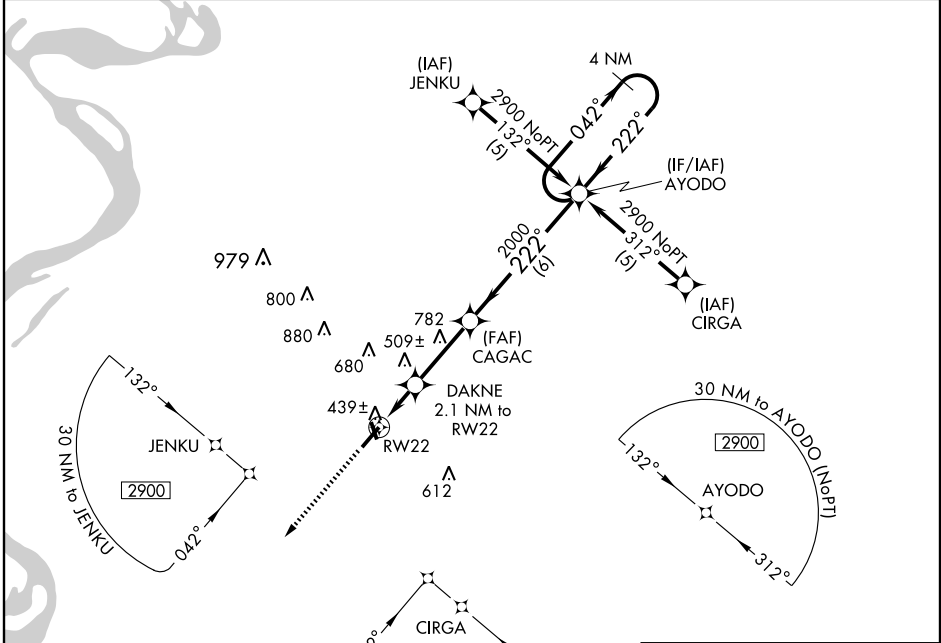 (IAF)
JENKU
4 NM
2900 NoPT
132°
(5)
042°
222°
(IF/IAF)
AYODO
2900 NoPT
312°
(5)
(IAF)
CIRGA
2000
222°
(6)
979
800
880
782
509±
680
(FAF)
CAGAC
DAKNE
2.1 NM to
RW22
439±
RW22
612
132°
JENKU
2900
30 NM to JENKU
042°
30 NM to AYODO (NoPT)
2900
132°
AYODO
312°
CIRGA